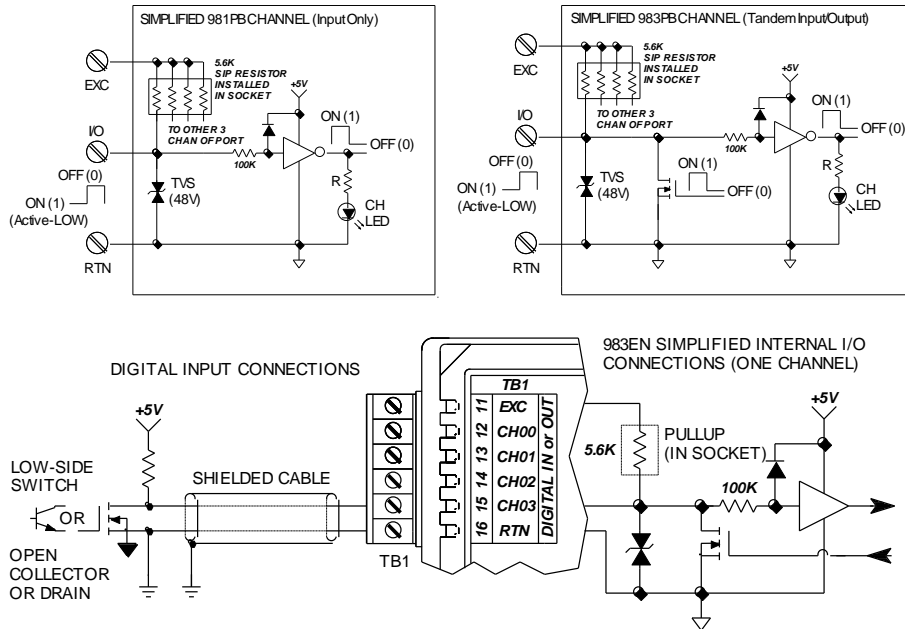 SIMPLIFIED 981PB CHANNEL (Input Only)
EXC
5.6K
SIP RESISTOR
INSTALLED
IN SOCKET
+5V
ON (1)
TO OTHER 3
CHAN OF PORT
OFF (0)
I/O
100K
OFF (0)
ON (1)
(Active-LOW)
TVS
(48V)
R
CH
LED
RTN
SIMPLIFIED 983PB CHANNEL (Tandem Input/Output)
EXC
5.6K
SIP RESISTOR
INSTALLED
IN SOCKET
+5V
ON (1)
TO OTHER 3
CHAN OF PORT
OFF (0)
I/O
100K
OFF (0)
ON (1)
(Active-LOW)
TVS
(48V)
ON (1)
OFF (0)
R
CH
LED
RTN
DIGITAL INPUT CONNECTIONS
+5V
LOW-SIDE
SWITCH
OR
OPEN
COLLECTOR
OR DRAIN
SHIELDED CABLE
TB1
TB1
11 EXC
12 CH00
13 CH01
14 CH02
15 CH03
16 RTN
DIGITAL IN or OUT
983EN SIMPLIFIED INTERNAL I/O
CONNECTIONS (ONE CHANNEL)
+5V
5.6K
PULLUP
(IN SOCKET)
100K